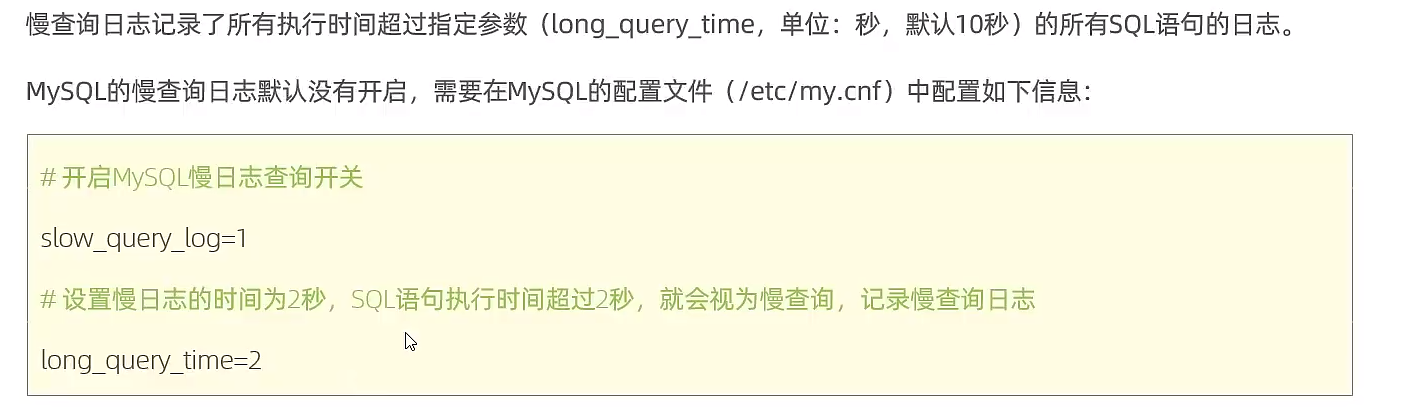 慢查询日志记录了所有执行时间超过指定参数（long_query_time，单位：秒，默认10秒）的所有SQL语句的日志。
MySQL的慢查询日志默认没有开启，需要在MySQL的配置文件（/etc/my.cnf）中配置如下信息：
# 开启MySQL慢日志查询开关
slow_query_log=1
# 设置慢日志的时间为2秒，SQL语句执行时间超过2秒，就会视为慢查询，记录慢查询日志
long_query_time=2